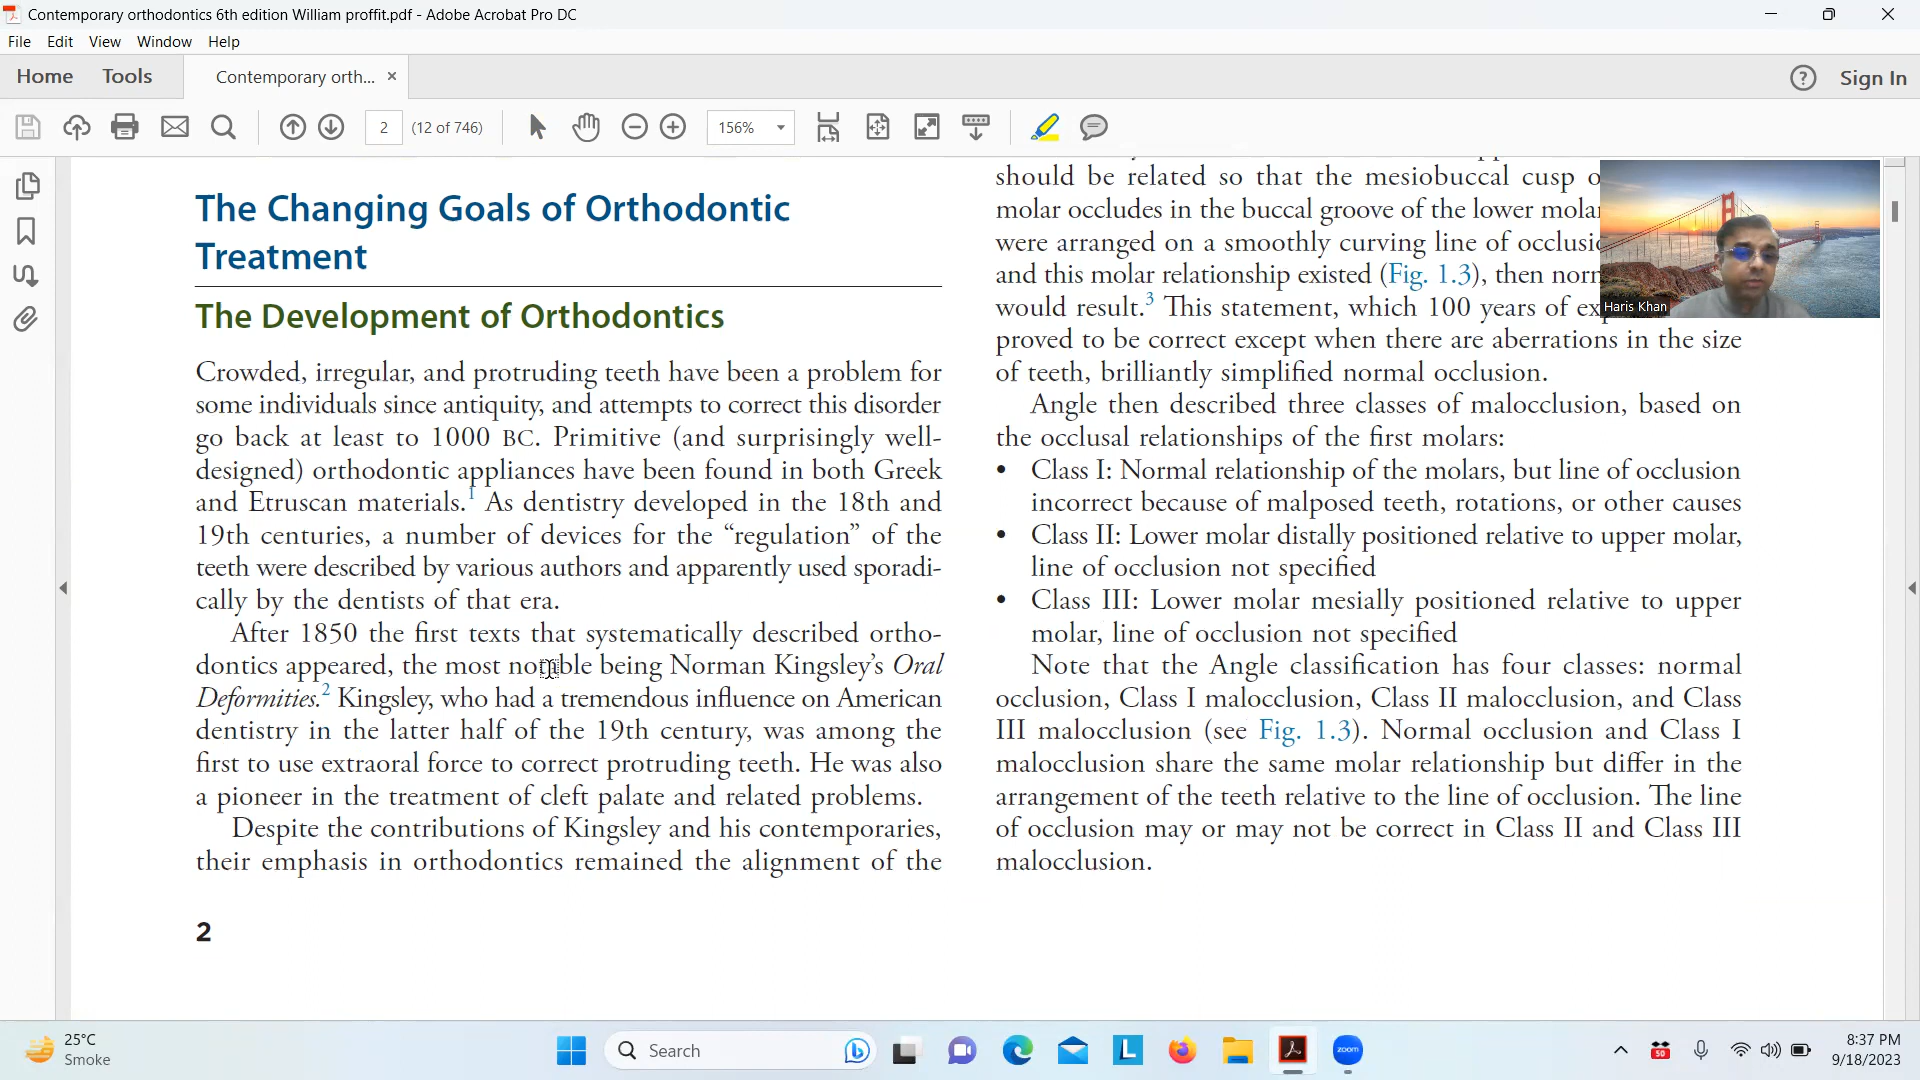 Contemporary orthodontics 6th edition William proffit.pdf - Adobe Acrobat Pro DC
File Edit View Window Help
Home Tools Contemporary orth... × ? Sign In
2 (12 of 746) 156%
The Changing Goals of Orthodontic
Treatment
The Development of Orthodontics
Crowded, irregular, and protruding teeth have been a problem for
some individuals since antiquity, and attempts to correct this disorder
go back at least to 1000 BC. Primitive (and surprisingly well-
designed) orthodontic appliances have been found in both Greek
and Etruscan materials.1 As dentistry developed in the 18th and
19th centuries, a number of devices for the “regulation” of the
teeth were described by various authors and apparently used sporadi-
cally by the dentists of that era.
After 1850 the first texts that systematically described ortho-
dontics appeared, the most notable being Norman Kingsley’s Oral
Deformities.2 Kingsley, who had a tremendous influence on American
dentistry in the latter half of the 19th century, was among the
first to use extraoral force to correct protruding teeth. He was also
a pioneer in the treatment of cleft palate and related problems.
Despite the contributions of Kingsley and his contemporaries,
their emphasis in orthodontics remained the alignment of the
2
should be related so that the mesiobuccal cusp
molar occludes in the buccal groove of the lower
were arranged on a smoothly curving line of
and this molar relationship existed (Fig. 1.3), then
would result.3 This statement, which 100 years of
proved to be correct except when there are aberrations in the size
of teeth, brilliantly simplified normal occlusion.
Angle then described three classes of malocclusion, based on
the occlusal relationships of the first molars:
• Class I: Normal relationship of the molars, but line of occlusion
incorrect because of malposed teeth, rotations, or other causes
• Class II: Lower molar distally positioned relative to upper molar,
line of occlusion not specified
• Class III: Lower molar mesially positioned relative to upper
molar, line of occlusion not specified
Note that the Angle classification has four classes: normal
occlusion, Class I malocclusion, Class II malocclusion, and Class
III malocclusion (see Fig. 1.3). Normal occlusion and Class I
malocclusion share the same molar relationship but differ in the
arrangement of the teeth relative to the line of occlusion. The line
of occlusion may or may not be correct in Class II and Class III
malocclusion.
Haris Khan
25°C
Smoke
Search
L
zoom
50
8:37 PM
9/18/2023